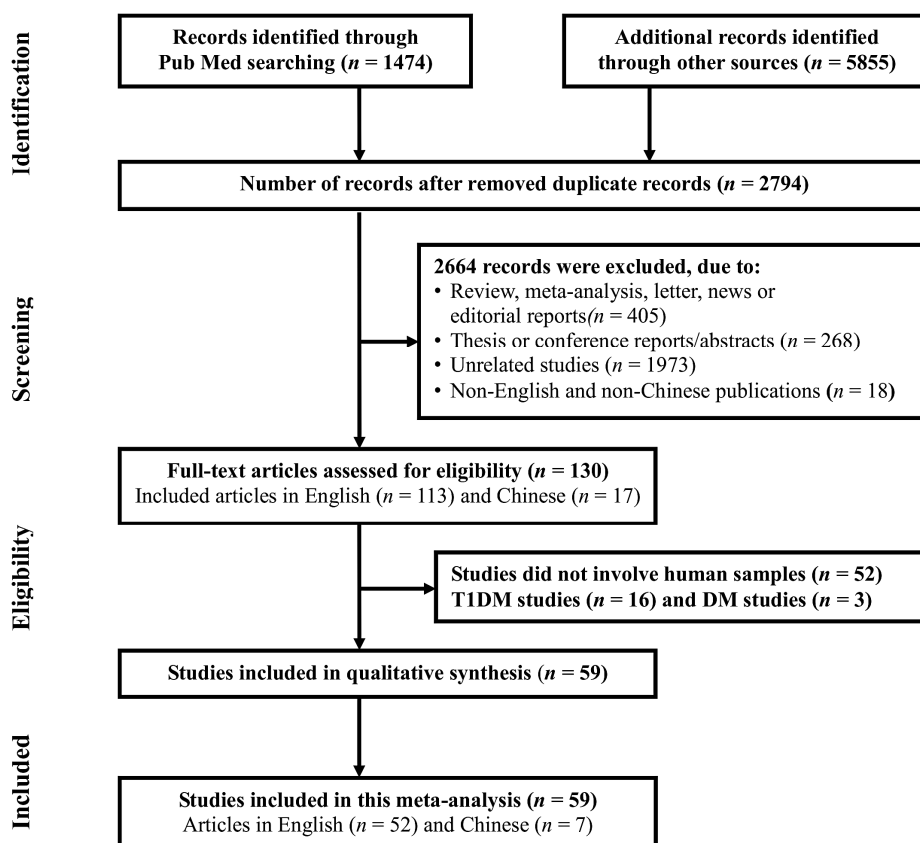 Identification
Records identified through
Pub Med searching (n = 1474)
Additional records identified
through other sources (n = 5855)
Number of records after removed duplicate records (n = 2794)
Screening
2664 records were excluded, due to:
• Review, meta-analysis, letter, news or
editorial reports(n = 405)
• Thesis or conference reports/abstracts (n = 268)
• Unrelated studies (n = 1973)
• Non-English and non-Chinese publications (n = 18)
Full-text articles assessed for eligibility (n = 130)
Included articles in English (n = 113) and Chinese (n = 17)
Eligibility
Studies did not involve human samples (n = 52)
T1DM studies (n = 16) and DM studies (n = 3)
Studies included in qualitative synthesis (n = 59)
Included
Studies included in this meta-analysis (n = 59)
Articles in English (n = 52) and Chinese (n = 7)